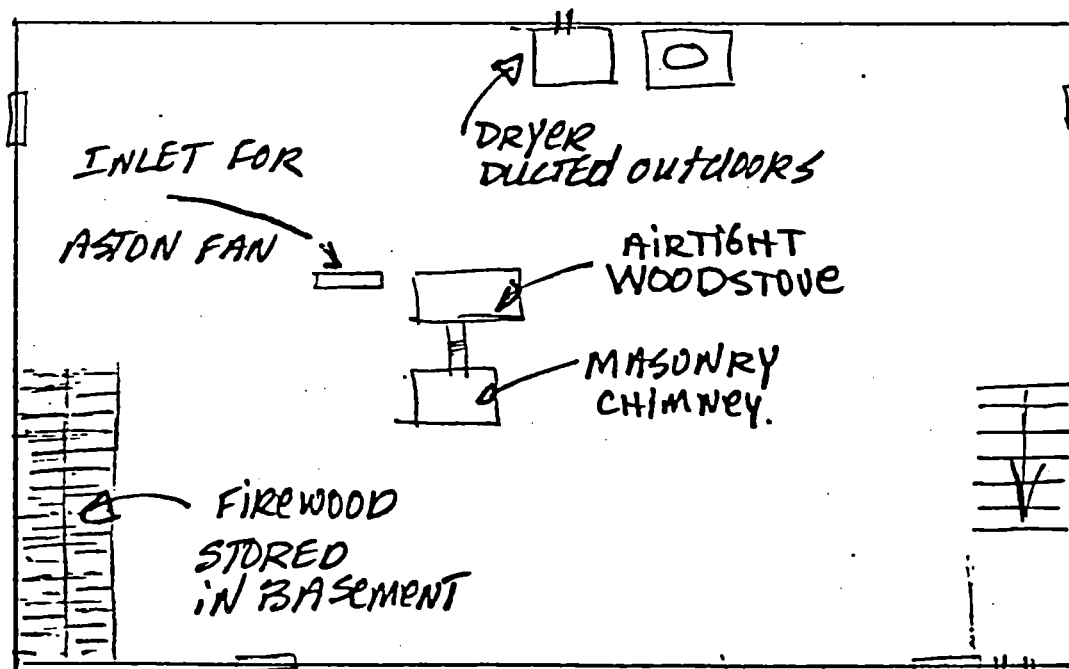 DRYER
DUCTED outdoors
INLET FOR
ASTON FAN
AIRTIGHT
WOODSTOVE
MASONRY
CHIMNEY.
FIREWOOD
STORED
IN BASEMENT